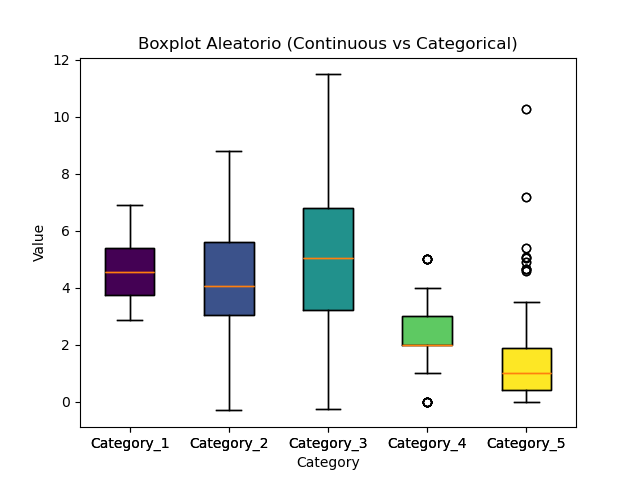 Boxplot Aleatorio (Continuous vs Categorical)
12
10
8
6
4
2
0
Value
Category_1 Category_2 Category_3 Category_4 Category_5
Category